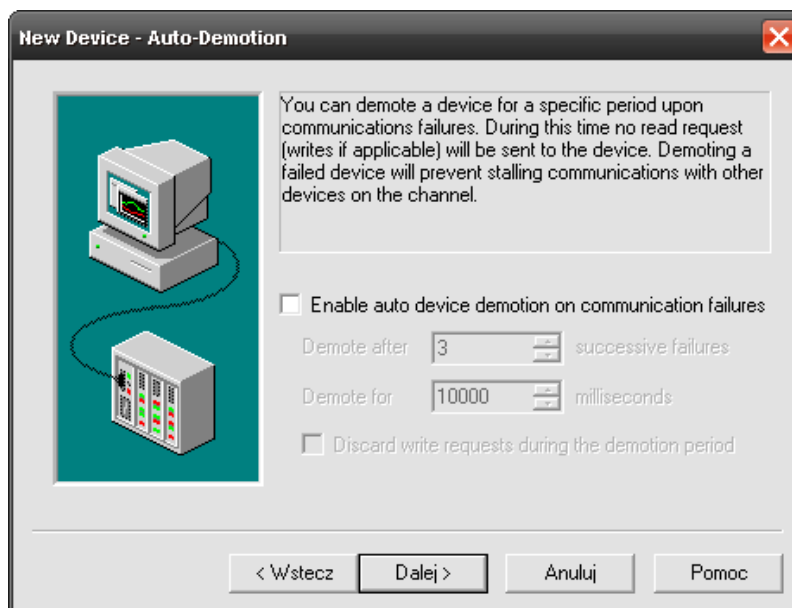 New Device - Auto-Demotion
You can demote a device for a specific period upon
communications failures. During this time no read request
(writes if applicable) will be sent to the device. Demoting a
failed device will prevent stalling communications with other
devices on the channel.
Enable auto device demotion on communication failures
Demote after 3 successive failures
Demote for 10000 milliseconds
Discard write requests during the demotion period
< Wstecz Dalej > Anuluj Pomoc